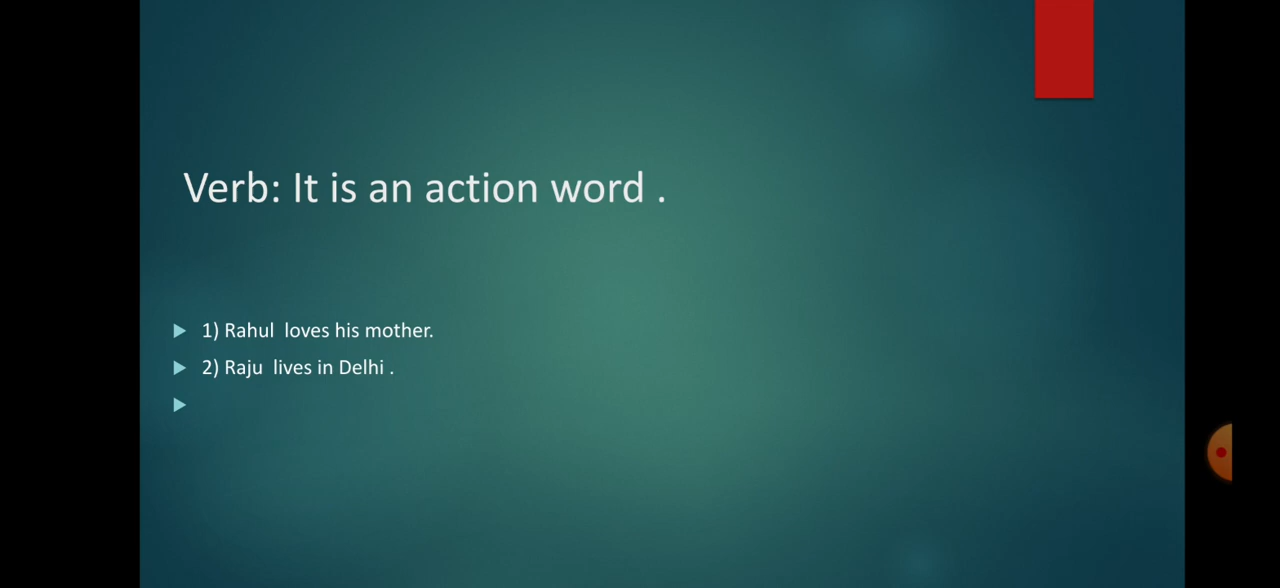 Verb: It is an action word .
1) Rahul  loves his mother.
2) Raju  lives in Delhi .